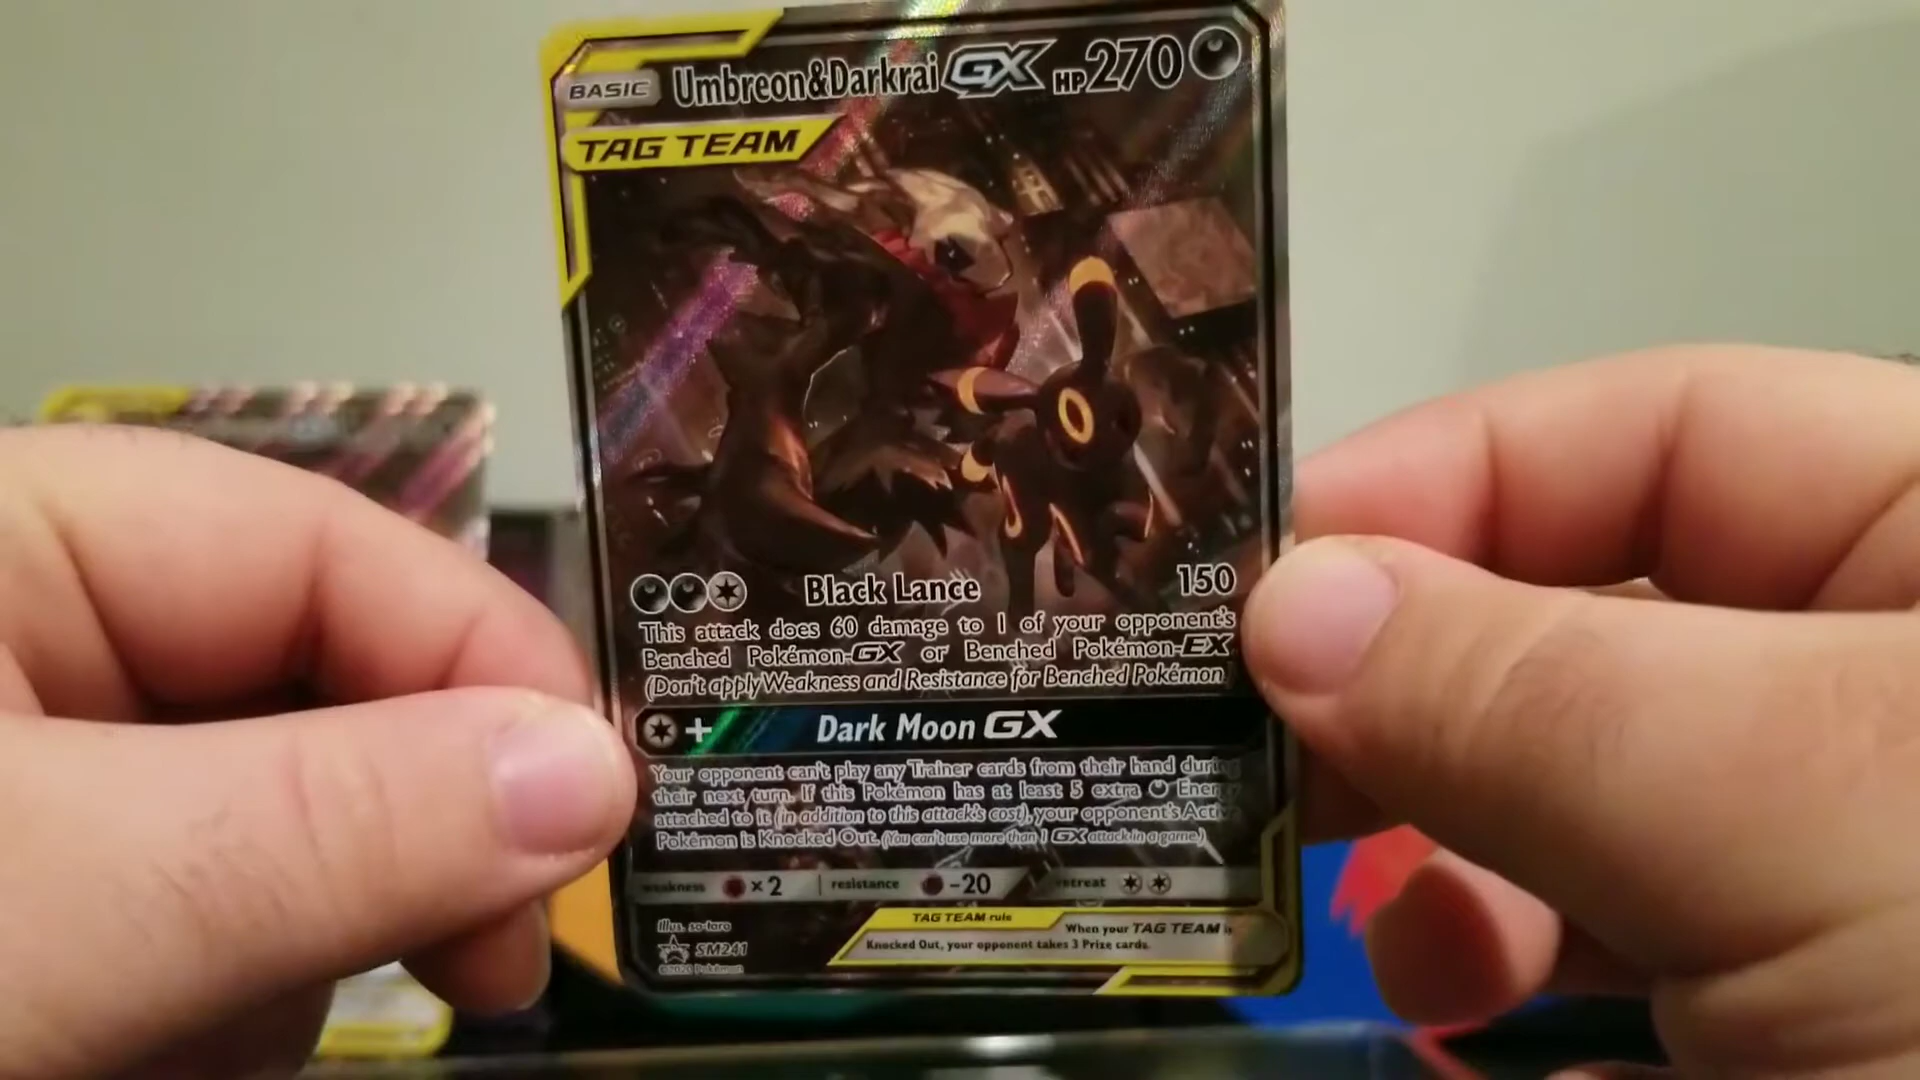 BASIC Umbreon&Darkrai GX HP 270
TAG TEAM
Black Lance 150
This attack does 60 damage to 1 of your opponent's
Benched Pokémon-GX or Benched Pokémon-EX.
(Don't apply Weakness and Resistance for Benched Pokémon.)
+ Dark Moon GX
Your opponent can't play any Trainer cards from their hand during
their next turn. If this Pokémon has at least 5 extra Energy
attached to it (in addition to this attack's cost), your opponent's Active
Pokémon is Knocked Out. (You can't use more than 1 GX attack in a game.)
weakness ×2 resistance -20 retreat
Illus. so-taro
TAG TEAM rule
When your TAG TEAM is
Knocked Out, your opponent takes 3 Prize cards.
SM241
©2020 Pokémon